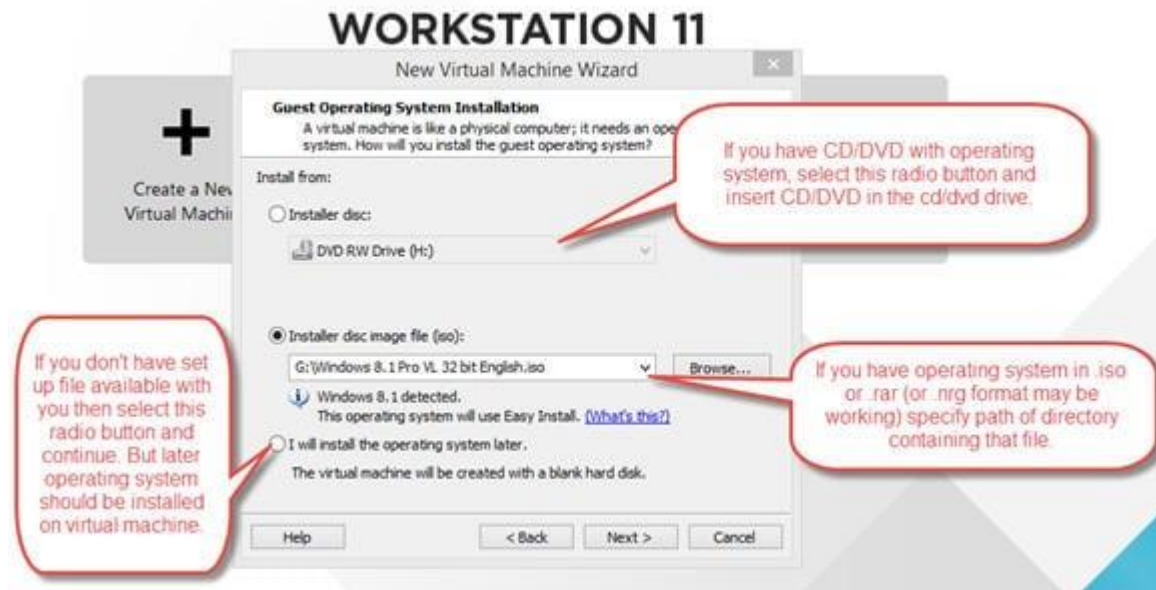 WORKSTATION 11
New Virtual Machine Wizard
Guest Operating System Installation
A virtual machine is like a physical computer; it needs an
system. How will you install the guest operating system?
Create a
Virtual
Install from:
Installer disc:
DVD RW Drive (H:)
If you have CD/DVD with operating
system, select this radio button and
insert CD/DVD in the cd/dvd drive.
Installer disc image file (iso):
G:\Windows 8.1 Pro VL 32 bit English.iso
Browse...
Windows 8.1 detected.
This operating system will use Easy Install. (What's this?)
I will install the operating system later.
The virtual machine will be created with a blank hard disk.
If you don't have set
up file available with
you then select this
radio button and
continue. But later
operating system
should be installed
on virtual machine.
If you have operating system in .iso
or .rar (or .nrg format may be
working) specify path of directory
containing that file.
Help
< Back
Next >
Cancel